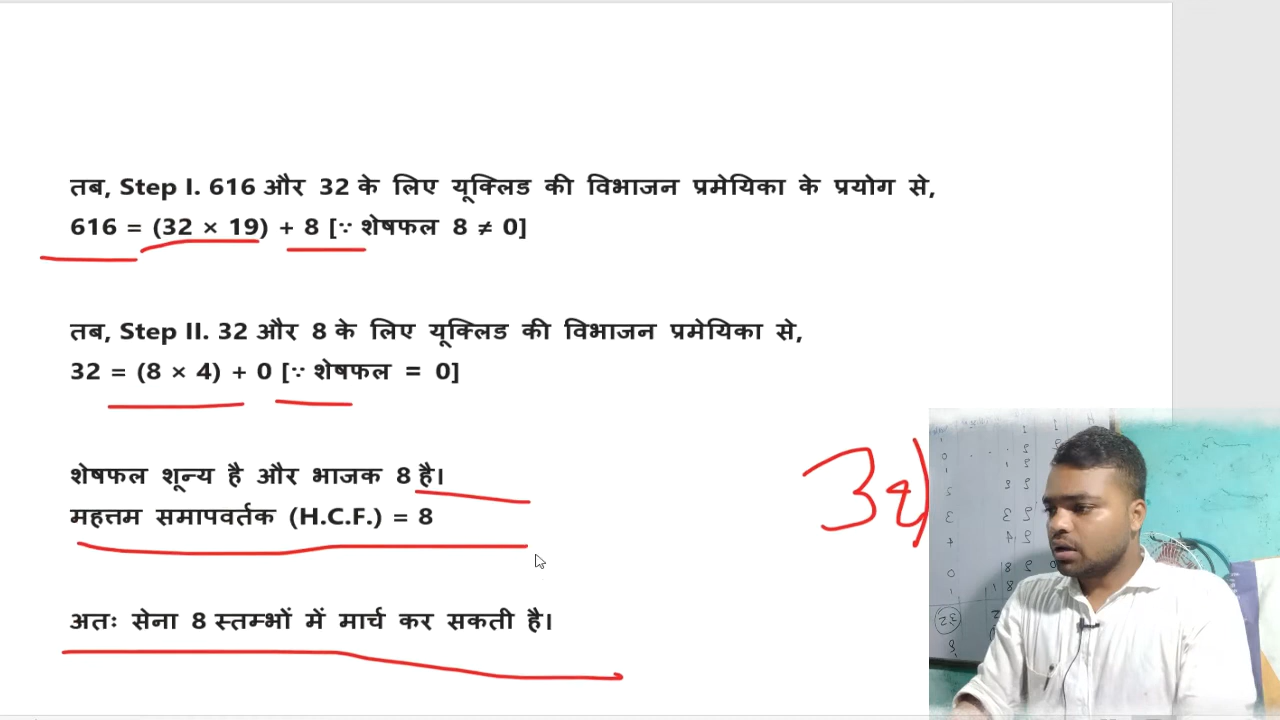 तब, Step I. 616 और 32 के लिए यूक्लिड की विभाजन प्रमेयिका के प्रयोग से,
616 = (32 × 19) + 8 [∵ शेषफल 8 ≠ 0]
तब, Step II. 32 और 8 के लिए यूक्लिड की विभाजन प्रमेयिका से,
32 = (8 × 4) + 0 [∵ शेषफल = 0]
शेषफल शून्य है और भाजक 8 है।
महत्तम समापवर्तक (H.C.F.) = 8
अतः सेना 8 स्तम्भों में मार्च कर सकती है।
32)